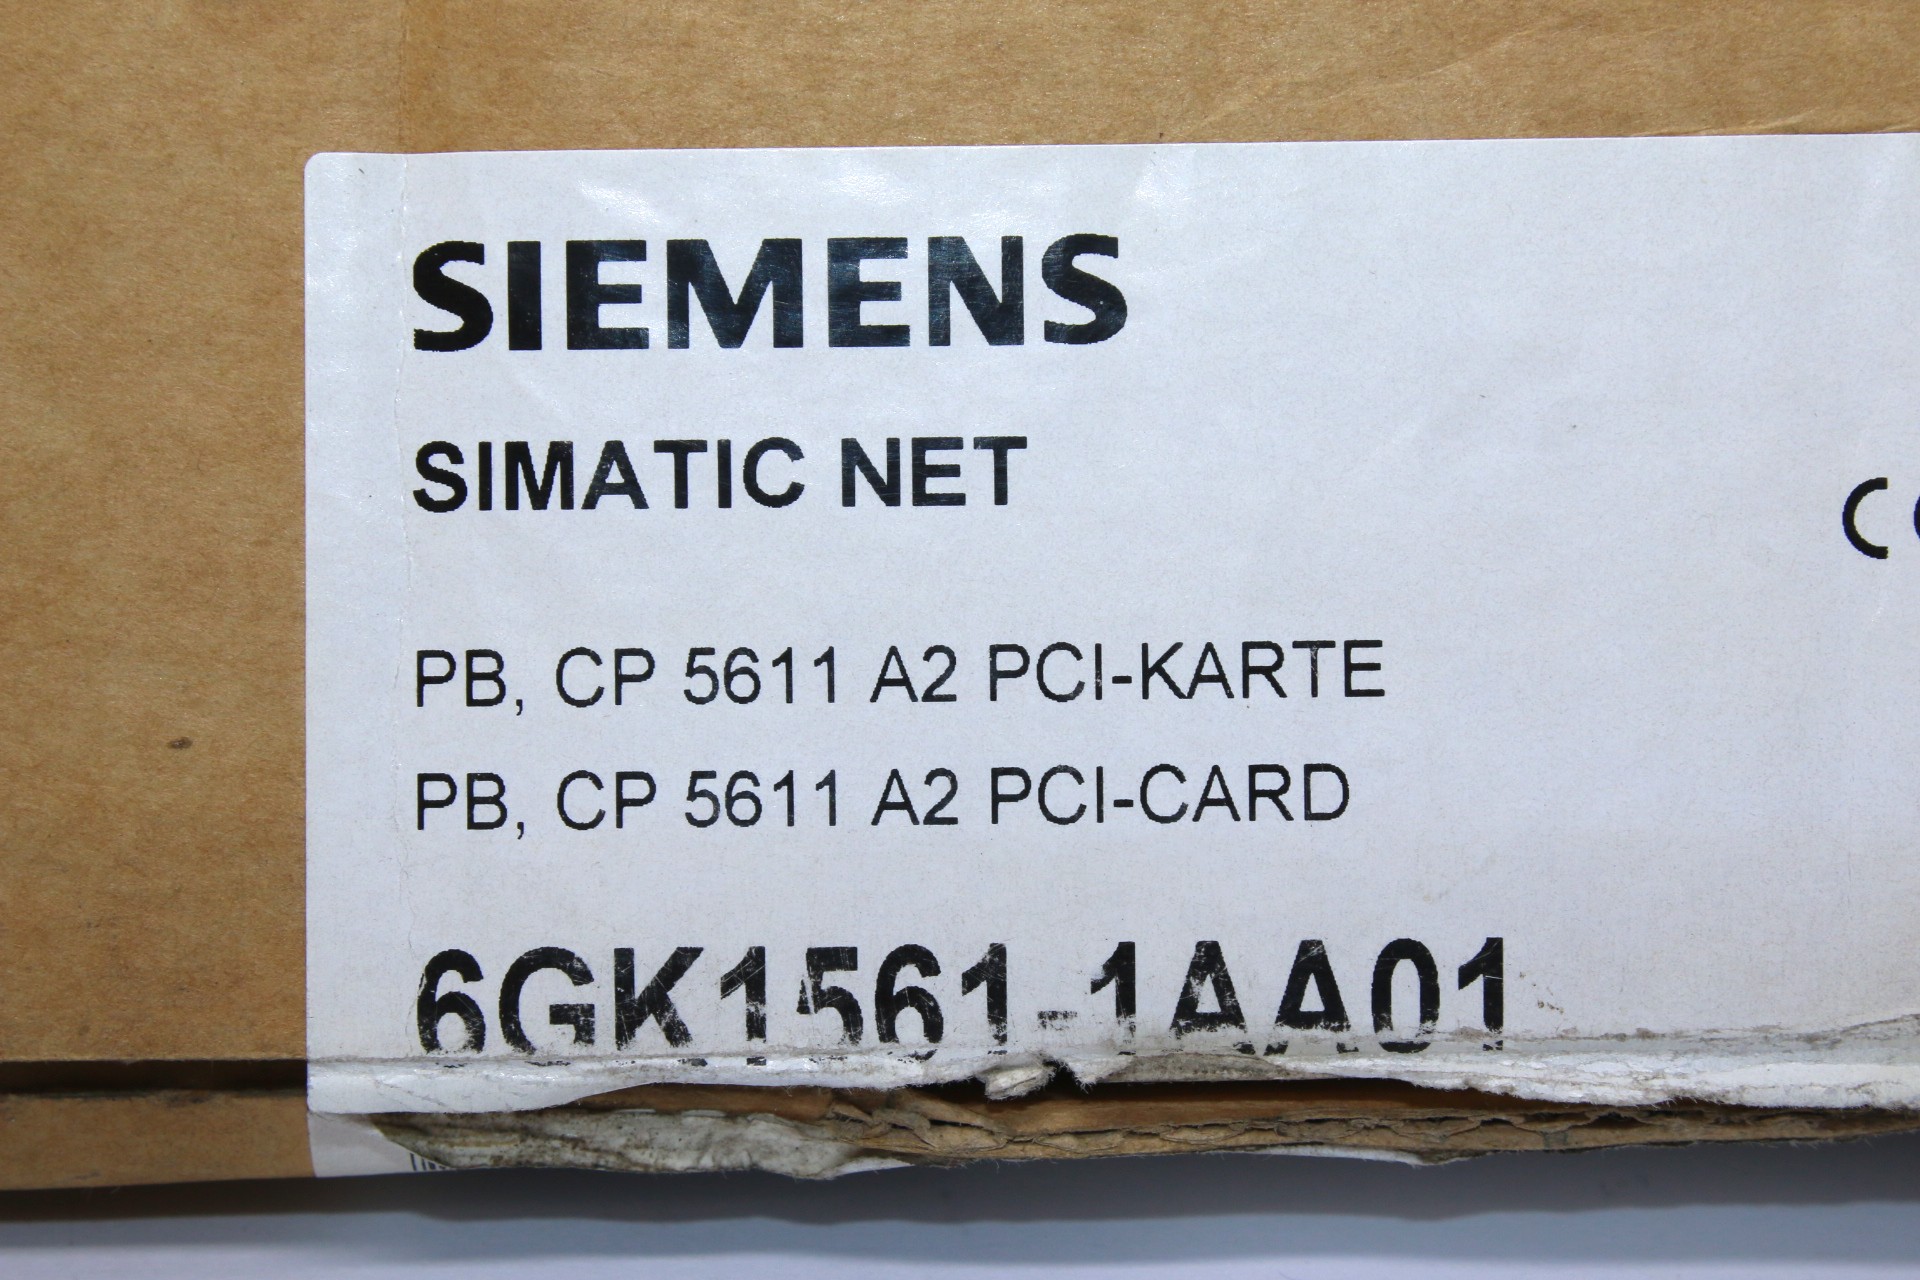 SIEMENS
SIMATIC NET
PB, CP 5611 A2 PCI-KARTE
PB, CP 5611 A2 PCI-CARD
6GK1561-1AA01